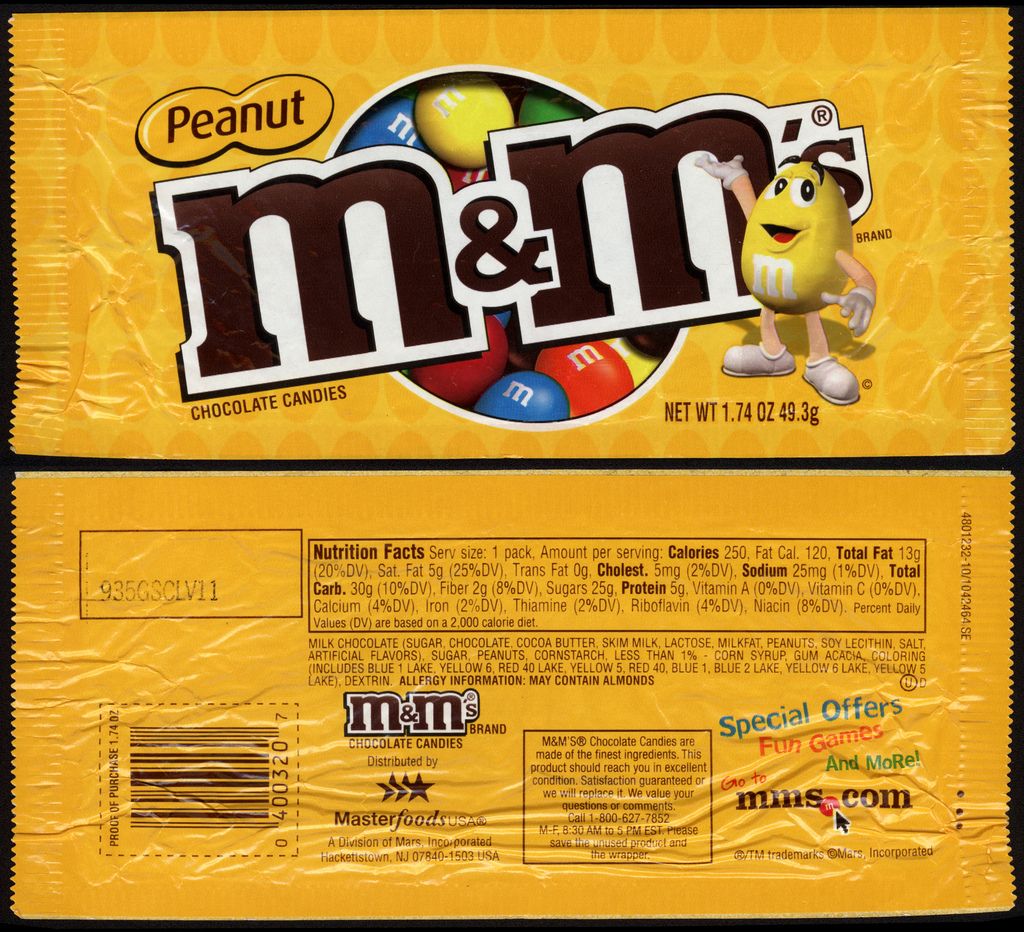 Peanut
m&m's®
BRAND
CHOCOLATE CANDIES
NET WT 1.74 OZ 49.3g
©
m
m
m
m
m
935GSCLV11
Nutrition Facts Serv size: 1 pack, Amount per serving: Calories 250, Fat Cal. 120, Total Fat 13g
(20%DV), Sat. Fat 5g (25%DV), Trans Fat 0g, Cholest. 5mg (2%DV), Sodium 25mg (1%DV), Total
Carb. 30g (10%DV), Fiber 2g (8%DV), Sugars 25g, Protein 5g, Vitamin A (0%DV), Vitamin C (0%DV),
Calcium (4%DV), Iron (2%DV), Thiamine (2%DV), Riboflavin (4%DV), Niacin (8%DV). Percent Daily
Values (DV) are based on a 2,000 calorie diet.
MILK CHOCOLATE (SUGAR, CHOCOLATE, COCOA BUTTER, SKIM MILK, LACTOSE, MILKFAT, PEANUTS, SOY LECITHIN, SALT,
ARTIFICIAL FLAVORS), SUGAR, PEANUTS, CORNSTARCH, LESS THAN 1% - CORN SYRUP, GUM ACACIA, COLORING
(INCLUDES BLUE 1 LAKE, YELLOW 6, RED 40 LAKE, YELLOW 5, RED 40, BLUE 1, BLUE 2 LAKE, YELLOW 6 LAKE, YELLOW 5
LAKE), DEXTRIN. ALLERGY INFORMATION: MAY CONTAIN ALMONDS
U D
4801232-10/1042464 SE
PROOF OF PURCHASE 1.74 OZ
0 400320 7
m&m's®
BRAND
CHOCOLATE CANDIES
Distributed by
MasterfoodsUSA®
A Division of Mars, Incorporated
Hackettstown, NJ 07840-1503 USA
M&M'S® Chocolate Candies are
made of the finest ingredients. This
product should reach you in excellent
condition. Satisfaction guaranteed or
we will replace it. We value your
questions or comments.
Call 1-800-627-7852
M-F, 8:30 AM to 5 PM EST. Please
save the unused product and
the wrapper.
Special Offers
Fun Games
And MoRe!
Go to
mms.com
®/TM trademarks ©Mars, Incorporated